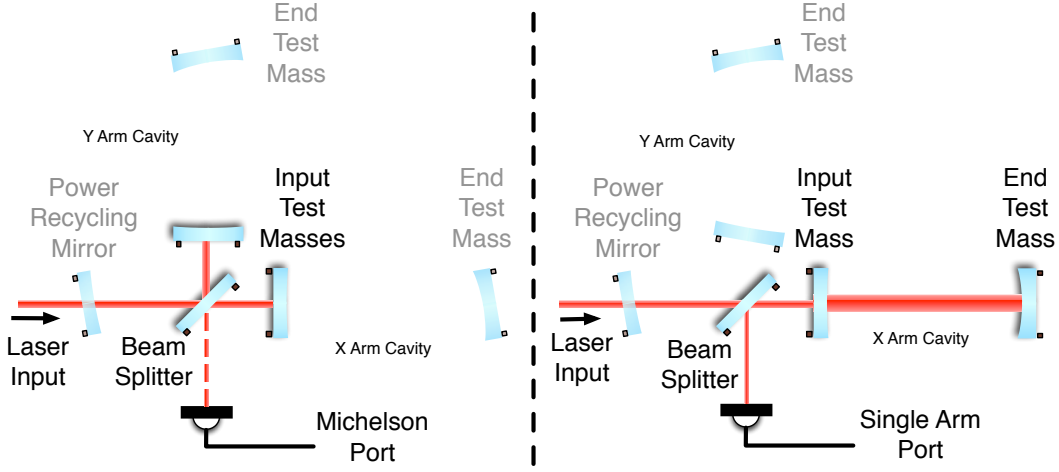 End
Test
Mass
Y Arm Cavity
Power
Recycling
Mirror
Input
Test
Masses
End
Test
Mass
Laser
Input
Beam
Splitter
X Arm Cavity
Michelson
Port
End
Test
Mass
Y Arm Cavity
Power
Recycling
Mirror
Input
Test
Mass
End
Test
Mass
Laser
Input
Beam
Splitter
X Arm Cavity
Single Arm
Port